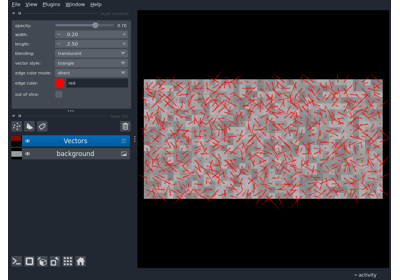 File View Plugins Window Help
layer controls
opacity: 0.70
width: 0.20
length: 2.50
blending: translucent
vector style: triangle
edge color mode: direct
edge color: red
out of slice:
layer list
Vectors
background
activity